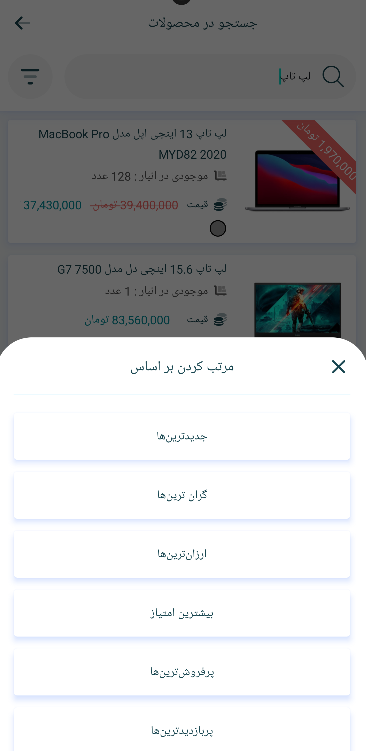 جستجو در محصولات
لپ تاپ
لپ تاپ 13 اینچی اپل مدل MacBook Pro
MYD82 2020
موجودی در انبار : 128 عدد
قیمت 39,400,000 تومان 37,430,000
1,970,000 تومان
لپ تاپ 15.6 اینچی دل مدل G7 7500
موجودی در انبار : 1 عدد
قیمت 83,560,000 تومان
مرتب کردن بر اساس
جدیدترین‌ها
گران ترین‌ها
ارزان‌ترین‌ها
بیشترین امتیاز
پرفروش‌ترین‌ها
پربازدیدترین‌ها